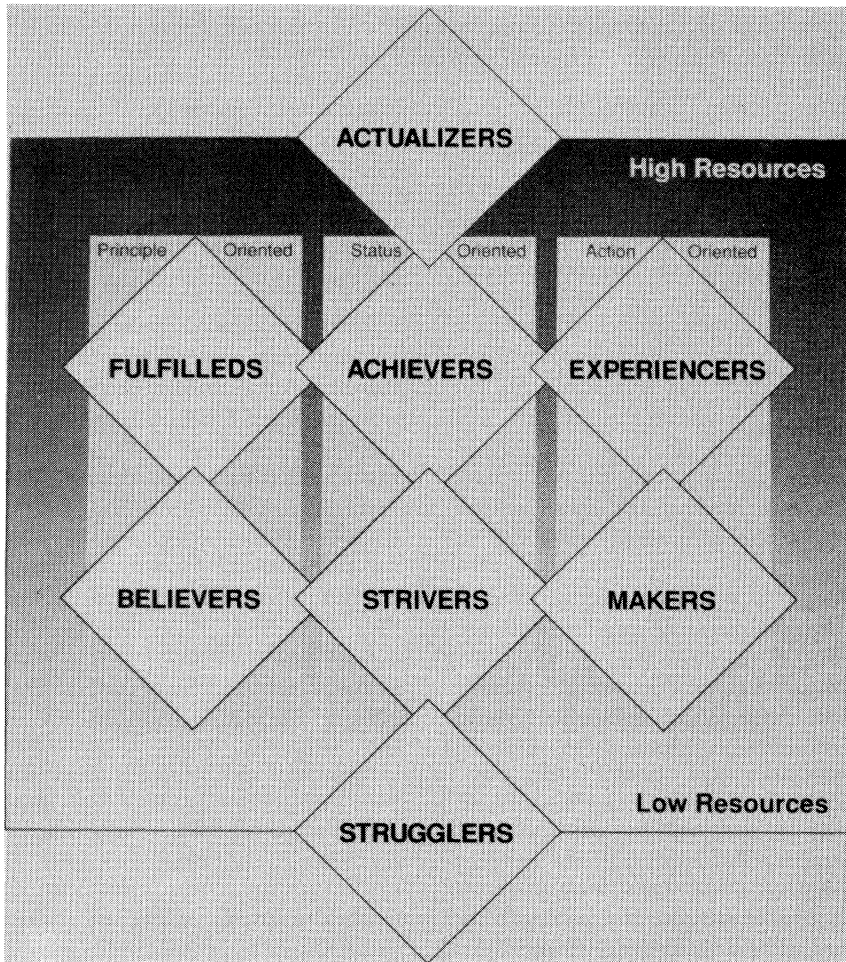 ACTUALIZERS
High Resources
Principle Oriented
Status Oriented
Action Oriented
FULFILLEDS
ACHIEVERS
EXPERIENCERS
BELIEVERS
STRIVERS
MAKERS
Low Resources
STRUGGLERS